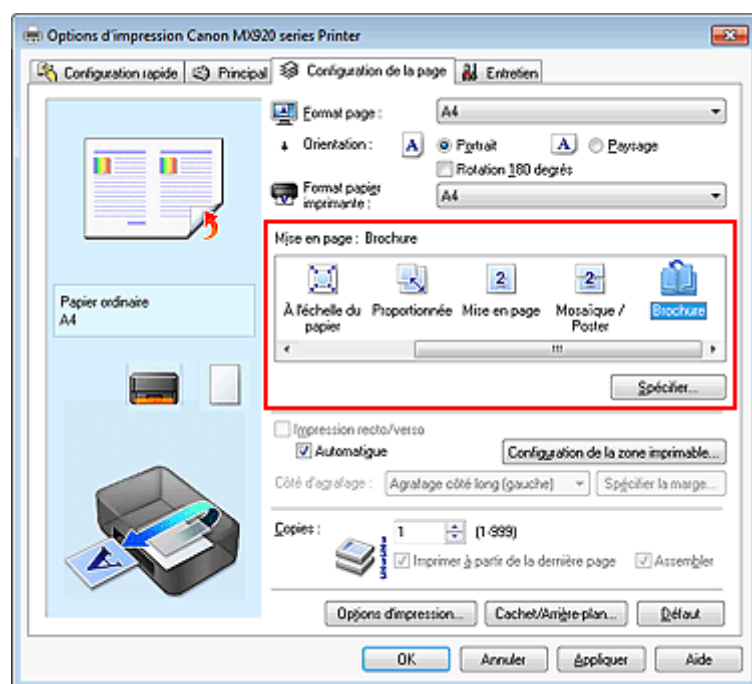 Options d'impression Canon MX920 series Printer
Configuration rapide Principal Configuration de la page Entretien
Format page : A4
Orientation : A Portrait A Paysage
Rotation 180 degrés
Format papier imprimante : A4
Mise en page : Brochure
À l'échelle du papier Proportionnée Mise en page Mosaïque / Poster Brochure
Spécifier...
Papier ordinaire
A4
Impression recto/verso
Automatique Configuration de la zone imprimable...
Côté d'agrafage : Agrafage côté long (gauche) Spécifier la marge...
Copies : 1 (1-999)
Imprimer à partir de la dernière page Assembler
Options d'impression... Cachet/Arrière-plan... Défaut
OK Annuler Appliquer Aide